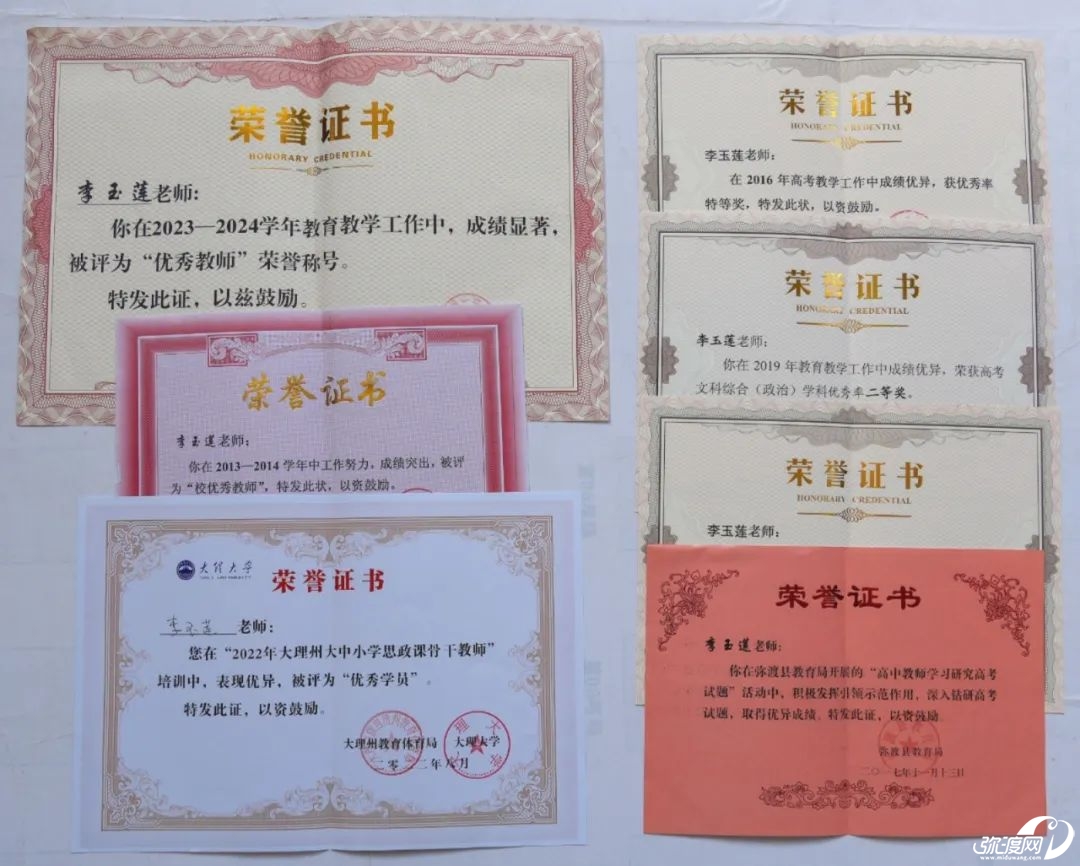 荣誉证书
HONORARY CREDENTIAL
李玉莲老师:
你在2023—2024学年教育教学工作中,成绩显著,
被评为“优秀教师”荣誉称号。
特发此证,以兹鼓励。
荣誉证书
李玉莲老师:
你在2013—2014学年中工作努力,成绩突出,被评
为“校优秀教师”,特发此状,以资鼓励。
大理大学
荣誉证书
李玉莲 老师:
您在“2022年大理州大中小学思政课骨干教师”
培训中,表现优异,被评为“优秀学员”。
特发此证,以资鼓励。
大理州教育体育局 大理大学
二〇二二年八月
荣誉证书
HONORARY CREDENTIAL
李玉莲老师:
在2016年高考教学工作中成绩优异,获优秀率
特等奖,特发此状,以资鼓励。
荣誉证书
HONORARY CREDENTIAL
李玉莲老师:
你在2019年教育教学工作中成绩优异,荣获高考
文科综合(政治)学科优秀率二等奖。
荣誉证书
HONORARY CREDENTIAL
李玉莲老师:
荣誉证书
李玉莲老师:
你在弥渡县教育局开展的“高中教师学习研究高考
试题”活动中,积极发挥引领示范作用,深入钻研高考
试题,取得优异成绩。特发此证,以资鼓励。
弥渡县教育局
二〇一七年十一月十三日
弥渡网
www.miduwang.com